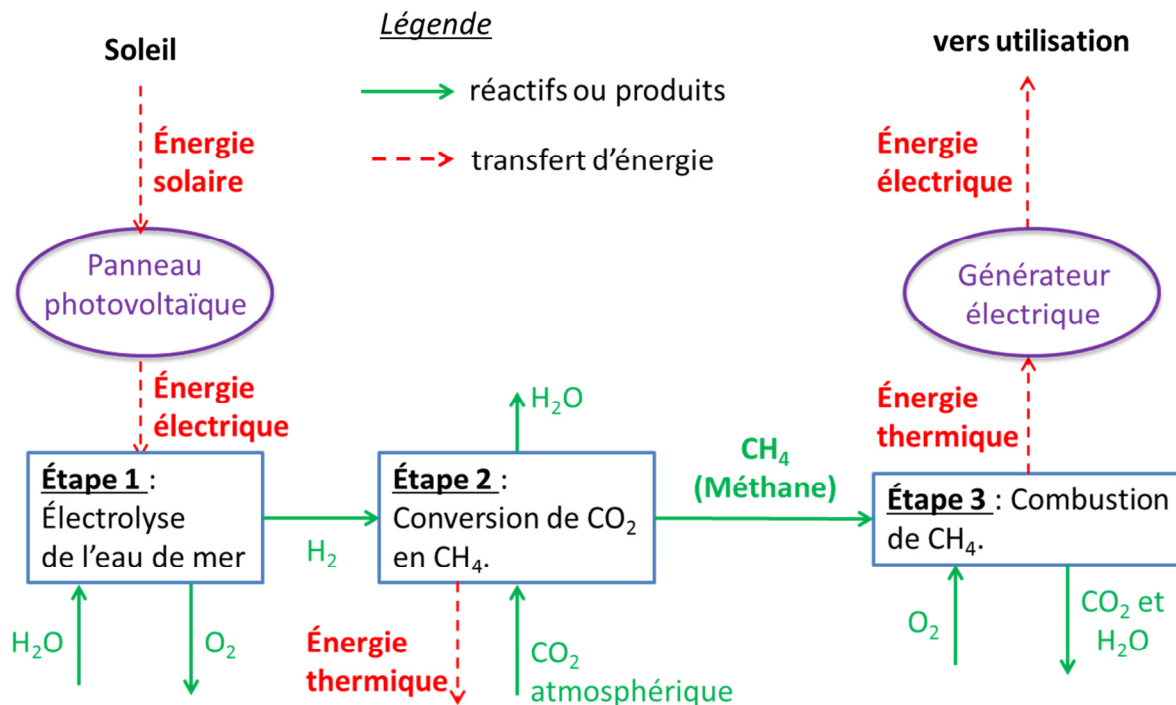 Légende
Soleil
vers utilisation
réactifs ou produits
transfert d’énergie
Énergie
solaire
Énergie
électrique
Panneau
photovoltaïque
Générateur
électrique
Énergie
électrique
H₂O
Énergie
thermique
CH₄
(Méthane)
Étape 1 :
Électrolyse
de l’eau de mer
H₂
Étape 2 :
Conversion de CO₂
en CH₄.
Étape 3 : Combustion
de CH₄.
H₂O
O₂
Énergie
thermique
CO₂
atmosphérique
O₂
CO₂ et
H₂O